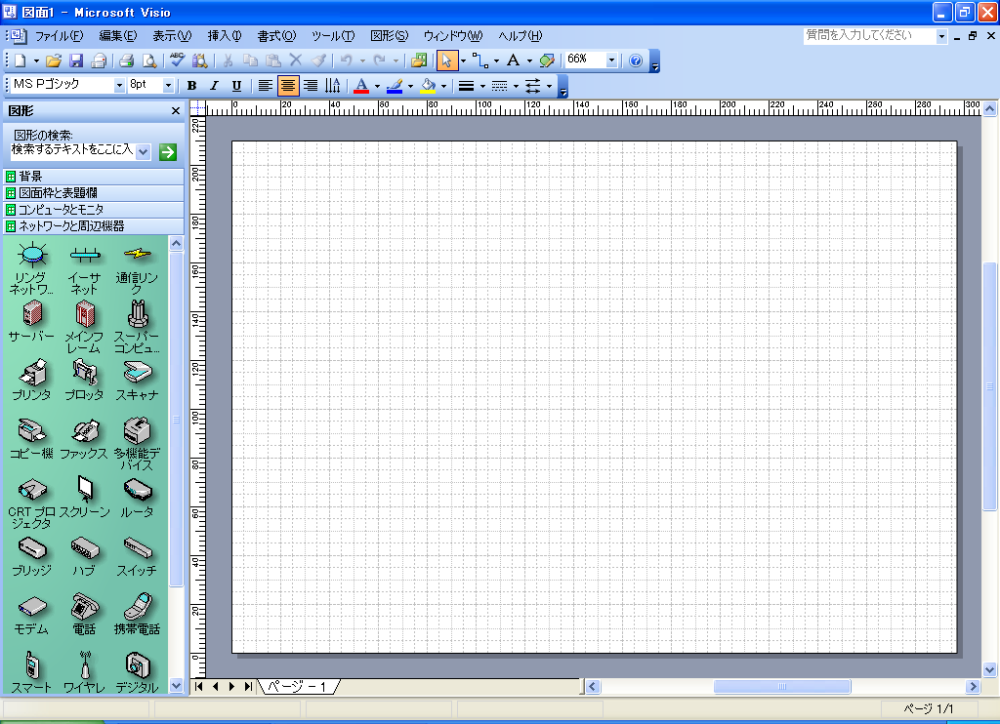 図面1 - Microsoft Visio
ファイル(F) 編集(E) 表示(V) 挿入(I) 書式(O) ツール(T) 図形(S) ウィンドウ(W) ヘルプ(H) 質問を入力してください
66%
MS Pゴシック 8pt B I U A
図形
図形の検索:
検索するテキストをここに入
背景
図面枠と表題欄
コンピュータとモニタ
ネットワークと周辺機器
リング ネットワ... イーサ ネット 通信リン ク
サーバー メインフ レーム スーパー コンピュ...
プリンタ プロッタ スキャナ
コピー機 ファックス 多機能デ バイス
CRT プロ ジェクタ スクリーン ルータ
ブリッジ ハブ スイッチ
モデム 電話 携帯電話
スマート ワイヤレ デジタル
0 20 40 60 80 100 120 140 160 180 200 220 240 260 280 300
220
200
180
160
140
120
100
80
60
40
20
0
ページ - 1
ページ 1/1